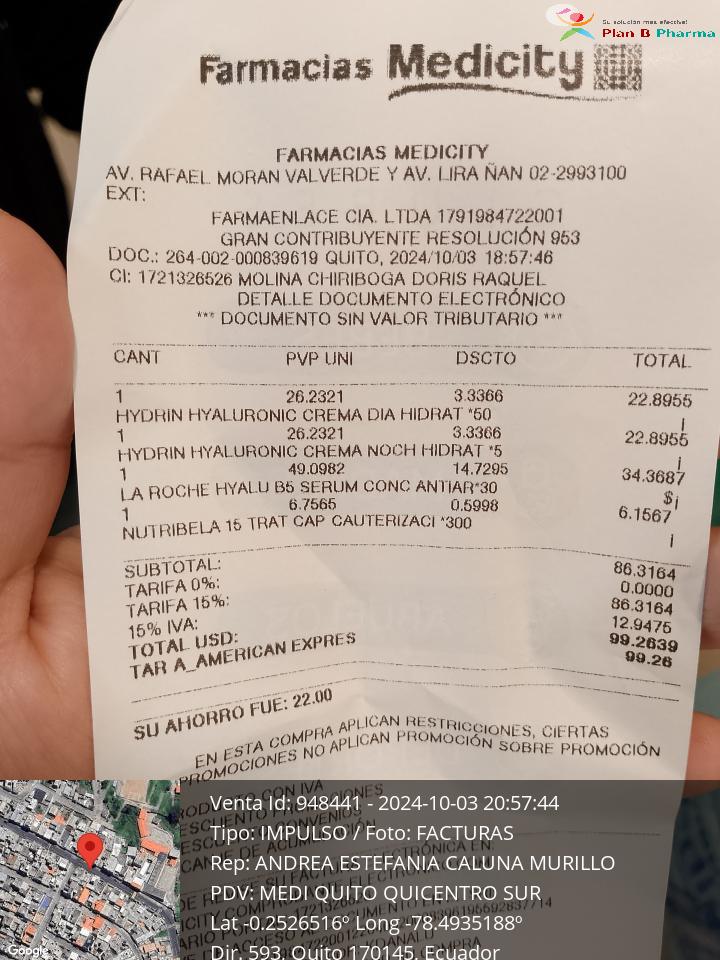 Su solución más efectiva!
Plan B Pharma
Farmacias Medicity
FARMACIAS MEDICITY
AV. RAFAEL MORAN VALVERDE Y AV. LIRA ÑAN 02-2993100
EXT:
FARMAENLACE CIA. LTDA 1791984722001
GRAN CONTRIBUYENTE RESOLUCIÓN 953
DOC.: 264-002-000839619 QUITO, 2024/10/03 18:57:46
CI: 1721326526 MOLINA CHIRIBOGA DORIS RAQUEL
DETALLE DOCUMENTO ELECTRÓNICO
*** DOCUMENTO SIN VALOR TRIBUTARIO ***
CANT PVP UNI DSCTO TOTAL
1 26.2321 3.3366 22.8955
HYDRIN HYALURONIC CREMA DIA HIDRAT *50 i
1 26.2321 3.3366 22.8955
HYDRIN HYALURONIC CREMA NOCH HIDRAT *5 i
1 49.0982 14.7295 34.3687
LA ROCHE HYALU B5 SERUM CONC ANTIAR*30 $i
1 6.7565 0.5998 6.1567
NUTRIBELA 15 TRAT CAP CAUTERIZACI *300 i
SUBTOTAL: 86.3164
TARIFA 0%: 0.0000
TARIFA 15%: 86.3164
15% IVA: 12.9475
TOTAL USD: 99.2639
TAR A_AMERICAN EXPRES 99.26
SU AHORRO FUE: 22.00
EN ESTA COMPRA APLICAN RESTRICCIONES, CIERTAS
PROMOCIONES NO APLICAN PROMOCIÓN SOBRE PROMOCIÓN
CON IVA
Venta Id: 948441 - 2024-10-03 20:57:44
Tipo: IMPULSO / Foto: FACTURAS
Rep: ANDREA ESTEFANIA CALUNA MURILLO
PDV: MEDI QUITO QUICENTRO SUR
Lat -0.2526516º Long -78.4935188º
Dir. 593, Quito 170145, Ecuador
Google